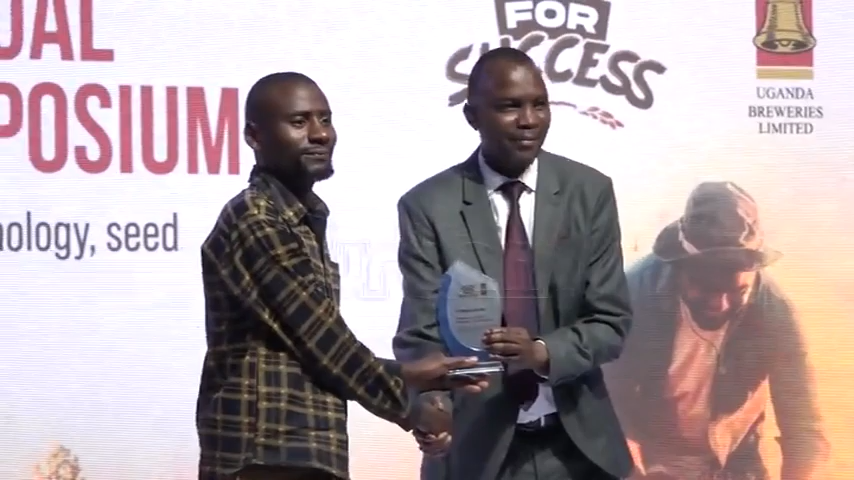 UAL
POSIUM
nology, seed
FOR
SUCCESS
UGANDA
BREWERIES
LIMITED